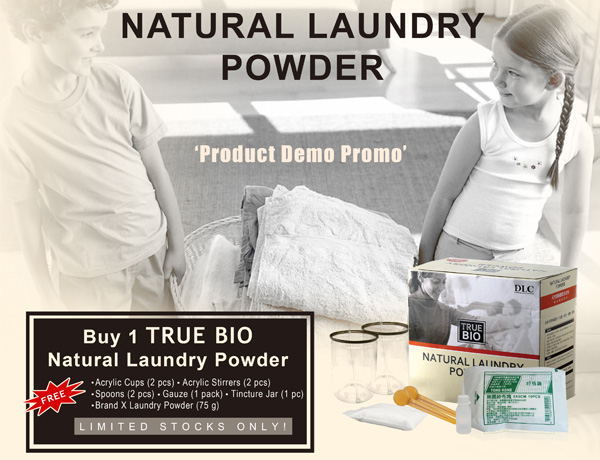 NATURAL LAUNDRY
POWDER
‘Product Demo Promo’
Buy 1 TRUE BIO
Natural Laundry Powder
FREE
•Acrylic Cups (2 pcs) •Acrylic Stirrers (2 pcs)
•Spoons (2 pcs) •Gauze (1 pack) •Tincture Jar (1 pc)
•Brand X Laundry Powder (75 g)
LIMITED STOCKS ONLY!
DLC
TRUE
BIO
NATURAL LAUNDRY